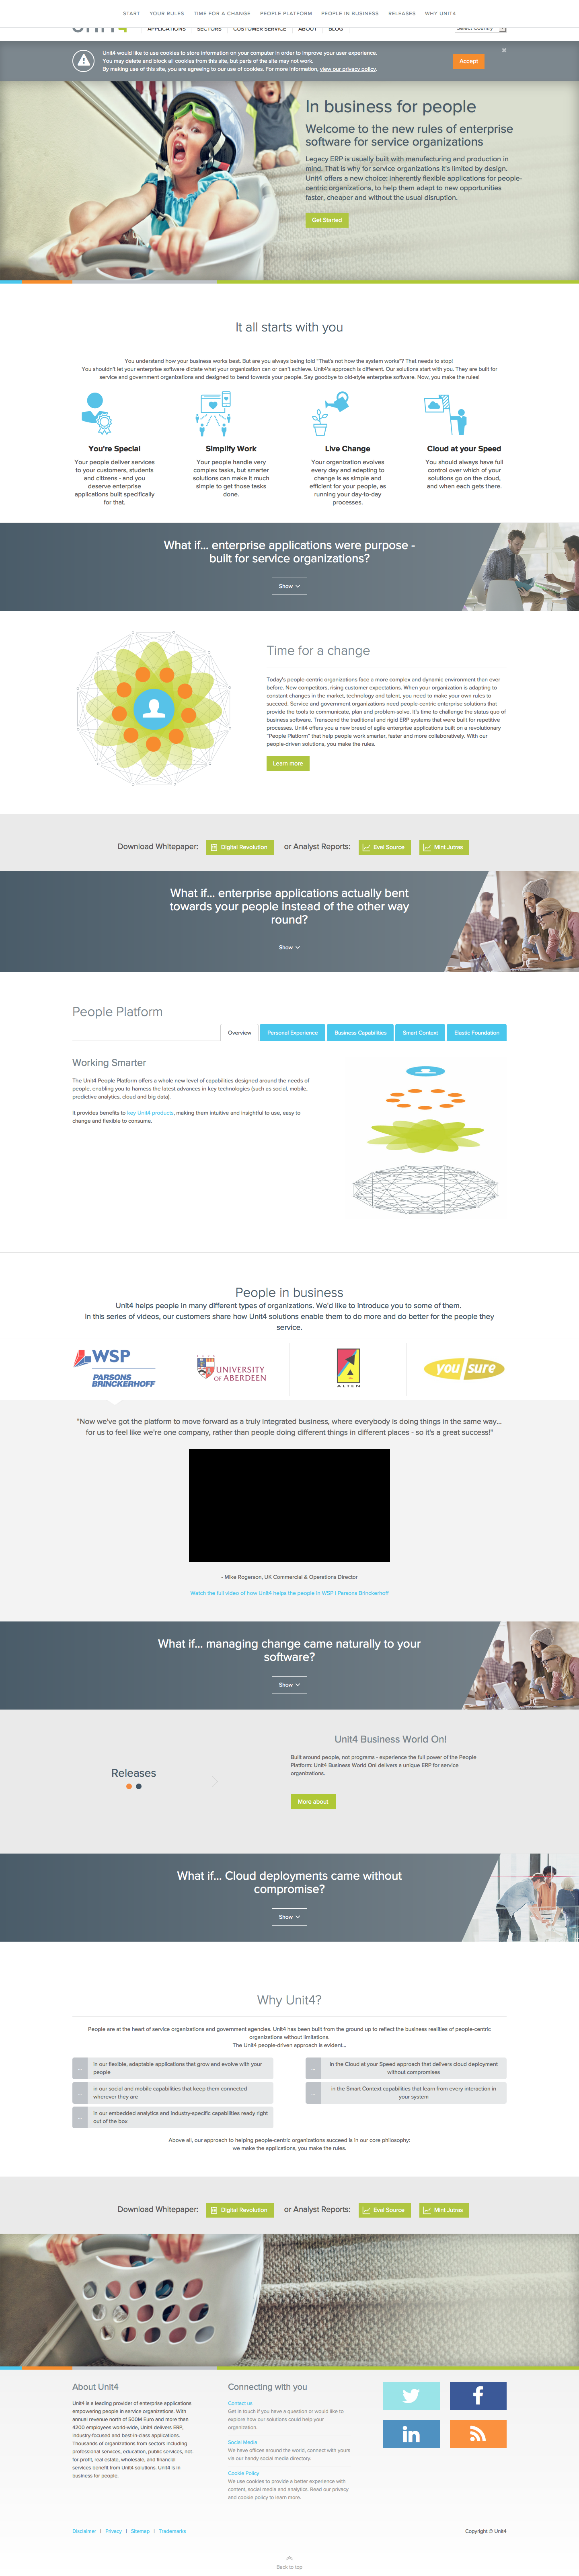 START YOUR RULES TIME FOR A CHANGE PEOPLE PLATFORM PEOPLE IN BUSINESS RELEASES WHY UNIT4
APPLICATIONS SECTORS CUSTOMER SERVICE ABOUT BLOG Select Country
Unit4 would like to use cookies to store information on your computer in order to improve your user experience.
You may delete and block all cookies from this site, but parts of the site may not work.
By making use of this site, you are agreeing to our use of cookies. For more information, view our privacy policy.
Accept
In business for people
Welcome to the new rules of enterprise
software for service organizations
Legacy ERP is usually built with manufacturing and production in
mind. That is why for service organizations it's limited by design.
Unit4 offers a new choice: inherently flexible applications for people-
centric organizations, to help them adapt to new opportunities
faster, cheaper and without the usual disruption.
Get Started
It all starts with you
You understand how your business works best. But are you always being told "That's not how the system works"? That needs to stop!
You shouldn't let your enterprise software dictate what your organization can or can't achieve. Unit4's approach is different. Our solutions start with you. They are built for
service and government organizations and designed to bend towards your people. Say goodbye to old-style enterprise software. Now, you make the rules!
You're Special
Your people deliver services
to your customers, students
and citizens - and you
deserve enterprise
applications built specifically
for that.
Simplify Work
Your people handle very
complex tasks, but smarter
solutions can make it much
simple to get those tasks
done.
Live Change
Your organization evolves
every day and adapting to
change is as simple and
efficient for your people, as
running your day-to-day
processes.
Cloud at your Speed
You should always have full
control over which of your
solutions go on the cloud,
and when each gets there.
What if... enterprise applications were purpose -
built for service organizations?
Show
Time for a change
Today's people-centric organizations face a more complex and dynamic environment than ever
before. New competitors, rising customer expectations. When your organization is adapting to
constant changes in the market, technology and talent, you need to make your own rules to
succeed. Service and government organizations need people-centric enterprise solutions that
provide the tools to communicate, plan and solve problems. It's time to challenge the status quo of
business software. Transcend the traditional and rigid ERP systems that were built for repetitive
processes. Unit4 offers you a new breed of agile enterprise applications built on a revolutionary
"People Platform" that help people work smarter, faster and more collaboratively. With our
people-driven solutions, you make the rules.
Learn more
Download Whitepaper: Digital Revolution or Analyst Reports: Eval Source Mint Jutras
What if... enterprise applications actually bent
towards your people instead of the other way
round?
Show
People Platform
Overview Personal Experience Business Capabilities Smart Context Elastic Foundation
Working Smarter
The Unit4 People Platform offers a whole new level of capabilities designed around the needs of
people, enabling you to harness the latest advances in key technologies (such as social, mobile,
predictive analytics, cloud and big data).
It provides benefits to key Unit4 products, making them intuitive and insightful to use, easy to
change and flexible to consume.
People in business
Unit4 helps people in many different types of organizations. We'd like to introduce you to some of them.
In this series of videos, our customers share how Unit4 solutions enable them to do more and do better for the people they
service.
WSP
PARSONS
BRINCKERHOFF
UNIVERSITY
OF ABERDEEN
ALTEN
you sure
"Now we've got the platform to move forward as a truly integrated business, where everybody is doing things in the same way...
for us to feel like we're one company, rather than people doing different things in different places - so it's a great success!"
- Mike Rogerson, UK Commercial & Operations Director
Watch the full video of how Unit4 helps the people in WSP | Parsons Brinckerhoff
What if... managing change came naturally to your
software?
Show
Releases
Unit4 Business World On!
Built around people, not programs - experience the full power of the People
Platform: Unit4 Business World On! delivers a unique ERP for service
organizations.
More about
What if... Cloud deployments came without
compromise?
Show
Why Unit4?
People are at the heart of service organizations and government agencies. Unit4 has been built from the ground up to reflect the business realities of people-centric
organizations without limitations.
The Unit4 people approach is evident...
... in our flexible, adaptable applications that grow and evolve with your
people
... in our social and mobile capabilities that keep them connected
wherever they are
... in our embedded analytics and industry-specific capabilities ready right
out of the box
... in the Cloud at your Speed approach that delivers cloud deployment
without compromises
... in the Smart Context capabilities that learn from every interaction in
your system
Above all, our approach to helping people-centric organizations succeed is in our core philosophy:
we make the applications, you make the rules.
Download Whitepaper: Digital Revolution or Analyst Reports: Eval Source Mint Jutras
About Unit4
Unit4 is a leading provider of enterprise applications
empowering people in service organizations. With
annual revenue north of 500M Euro and more then
4200 employees world-wide, Unit4 delivers ERP,
industry-focused and best-in-class applications.
Thousands of organizations from sectors including
professional services, education, public services, not-
for-profit, real estate, wholesale, and financial
services benefit from Unit4 solutions. Unit4 is in
business for people.
Connecting with you
Contact us
Get in touch if you have a question or would like to
explore how our solutions could help your
organization.
Social Media
We have offices around the world, connect with yours
via our handy social media directory.
Cookie Policy
We use cookies to provide a better experience with
content, social media and analytics. Read our privacy
and cookie policy to learn more.
Disclaimer | Privacy | Sitemap | Trademarks
Copyright © Unit4
Back to top